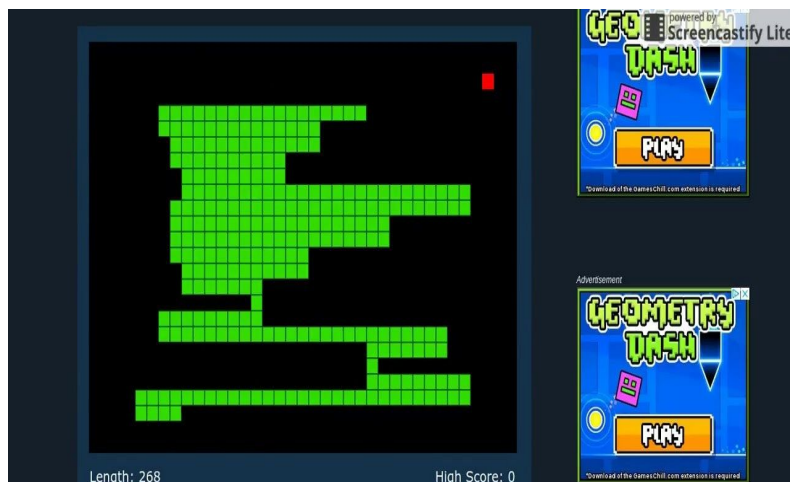 powered by
Screencastify Lite
GEOMETRY
DASH
PLAY
*Download of the GamesChill.com extension is required
Advertisement
GEOMETRY
DASH
PLAY
*Download of the GamesChill.com extension is required
Length: 268
High Score: 0